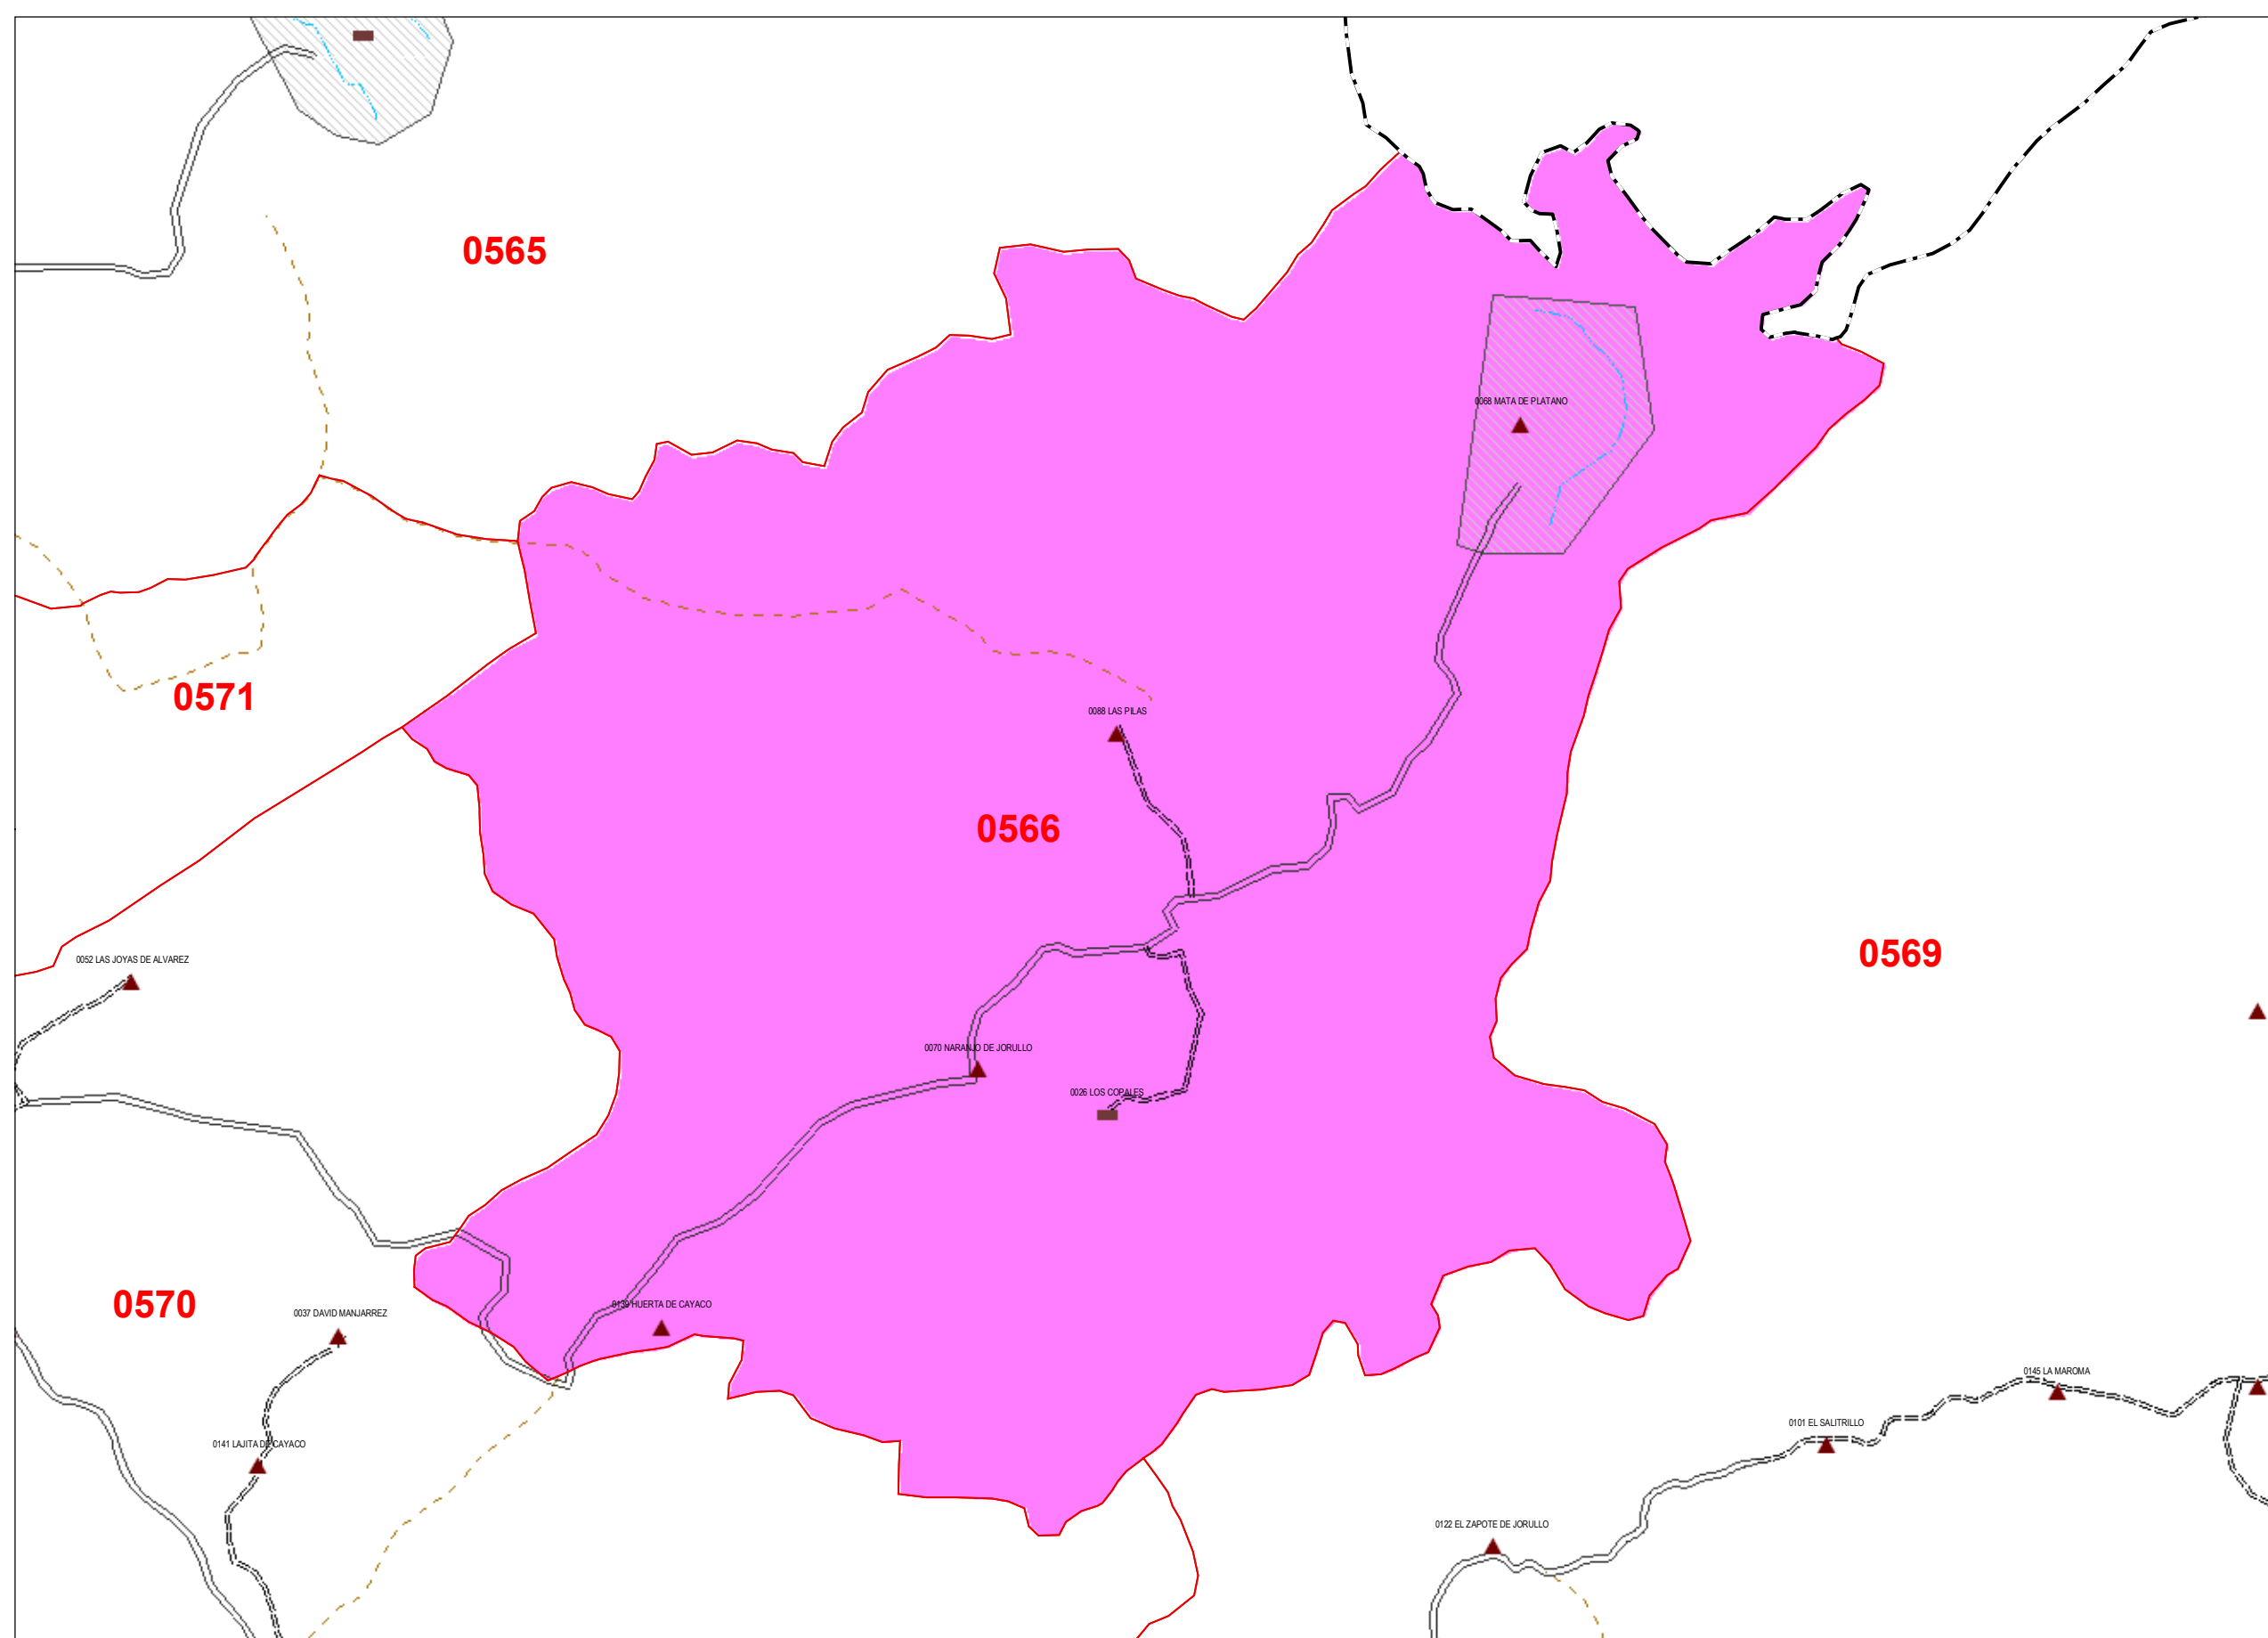 0565
0068 MATA DE PLATANO
0571
0088 LAS PILAS
0566
0569
0052 LAS JOYAS DE ALVAREZ
0070 NARANJO DE JORULLO
0026 LOS COPALES
0570
0037 DAVID MANJARREZ
0139 HUERTA DE CAYACO
0145 LA MAROMA
0101 EL SALITRILLO
0141 LAJITA DE CAYACO
0122 EL ZAPOTE DE JORULLO